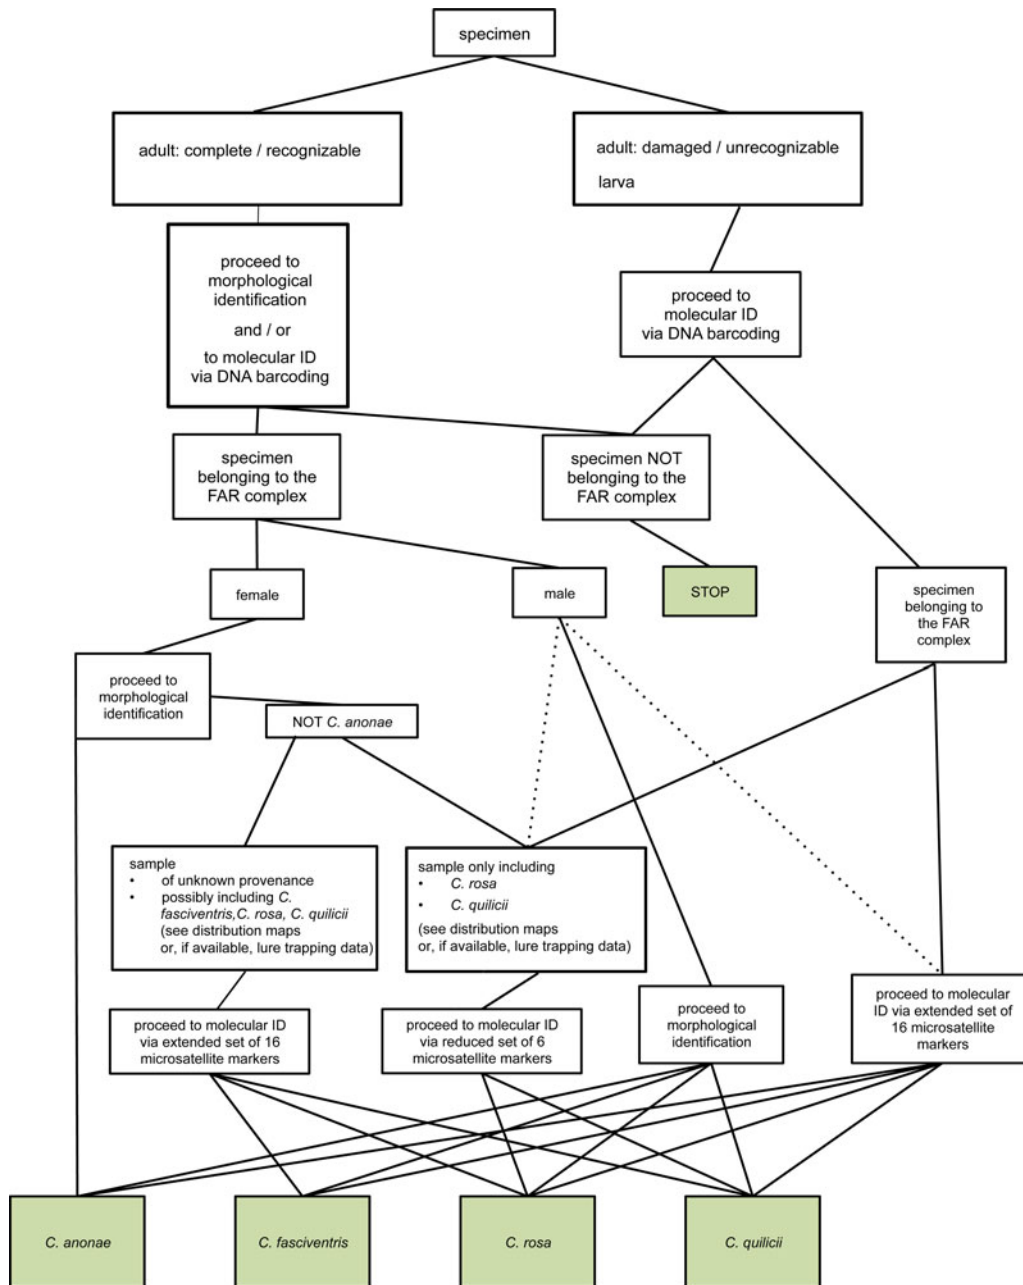 specimen
adult: complete / recognizable
adult: damaged / unrecognizable
larva
proceed to
morphological
identification
and / or
to molecular ID
via DNA barcoding
proceed to
molecular ID
via DNA barcoding
specimen
belonging to the
FAR complex
specimen NOT
belonging to the
FAR complex
female
male
STOP
specimen
belonging to
the FAR
complex
proceed to
morphological
identification
NOT C. anonae
sample
• of unknown provenance
• possibly including C.
fasciventris,C. rosa, C. quilicii
(see distribution maps
or, if available, lure trapping data)
sample only including
• C. rosa
• C. quilicii
(see distribution maps
or, if available, lure trapping data)
proceed to molecular ID
via extended set of 16
microsatellite markers
proceed to molecular ID
via reduced set of 6
microsatellite markers
proceed to
morphological
identification
proceed to molecular
ID via extended set of
16 microsatellite
markers
C. anonae
C. fasciventris
C. rosa
C. quilicii